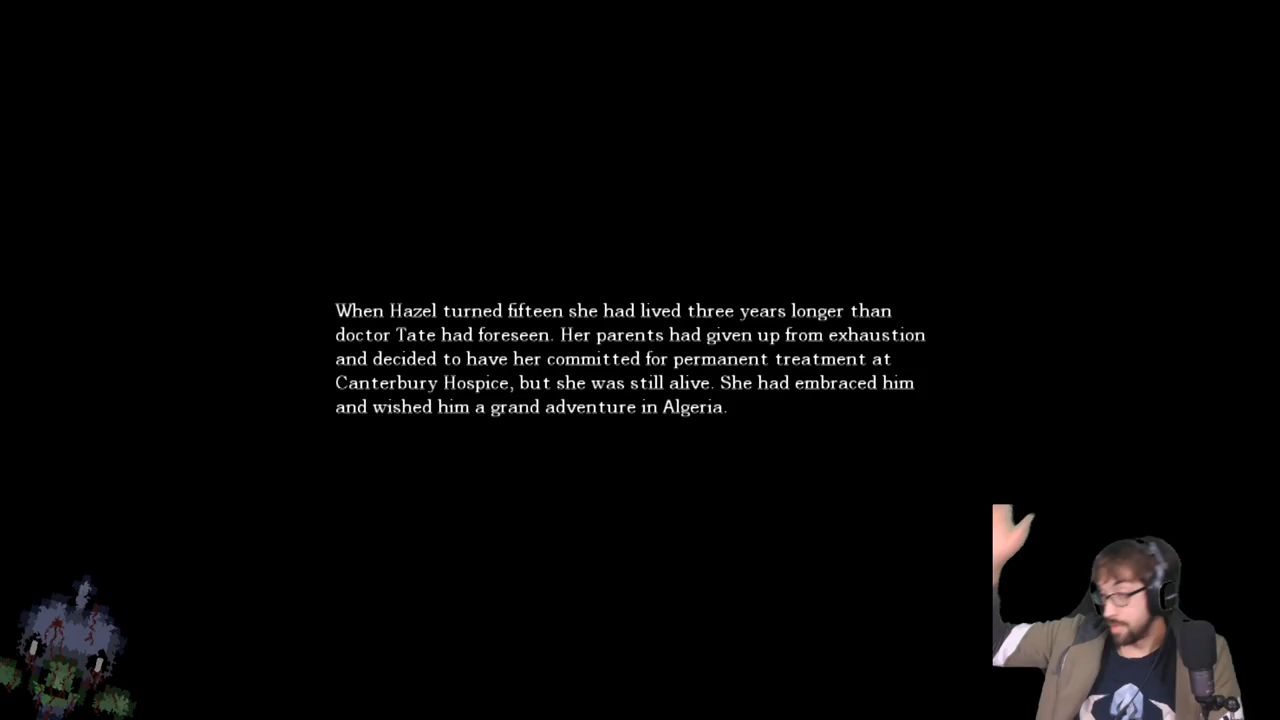 When Hazel turned fifteen she had lived three years longer than
doctor Tate had foreseen. Her parents had given up from exhaustion
and decided to have her committed for permanent treatment at
Canterbury Hospice, but she was still alive. She had embraced him
and wished him a grand adventure in Algeria.